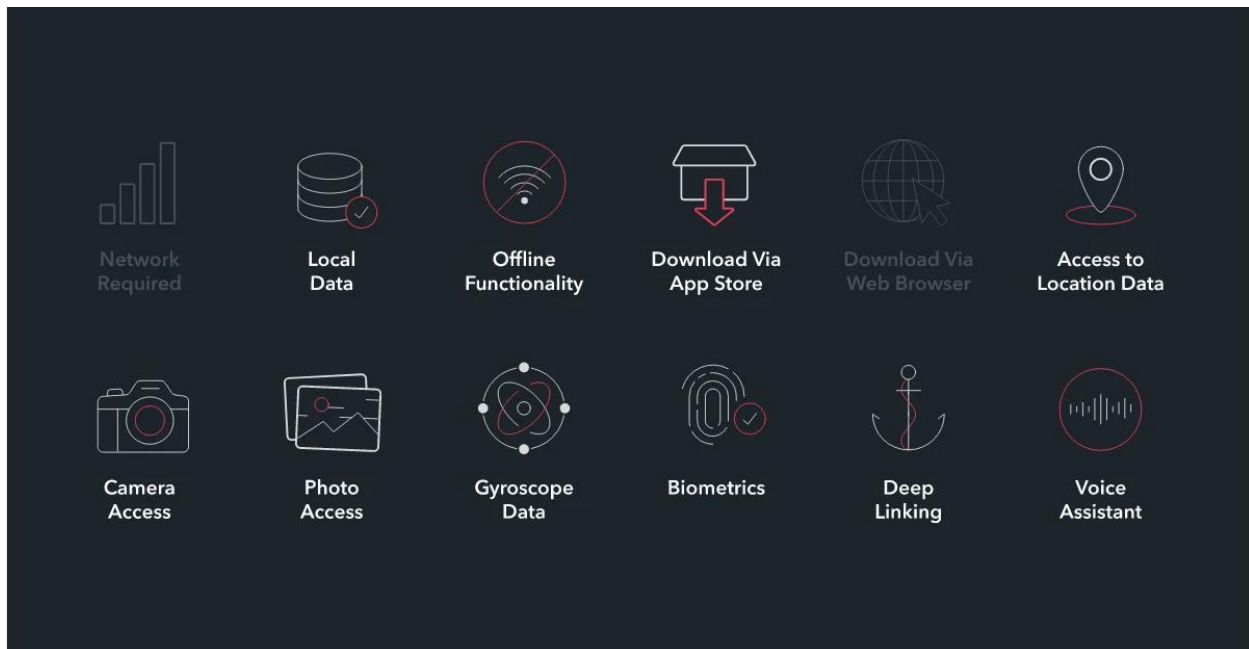 Network
Required
Local
Data
Offline
Functionality
Download Via
App Store
Download Via
Web Browser
Access to
Location Data
Camera
Access
Photo
Access
Gyroscope
Data
Biometrics
Deep
Linking
Voice
Assistant